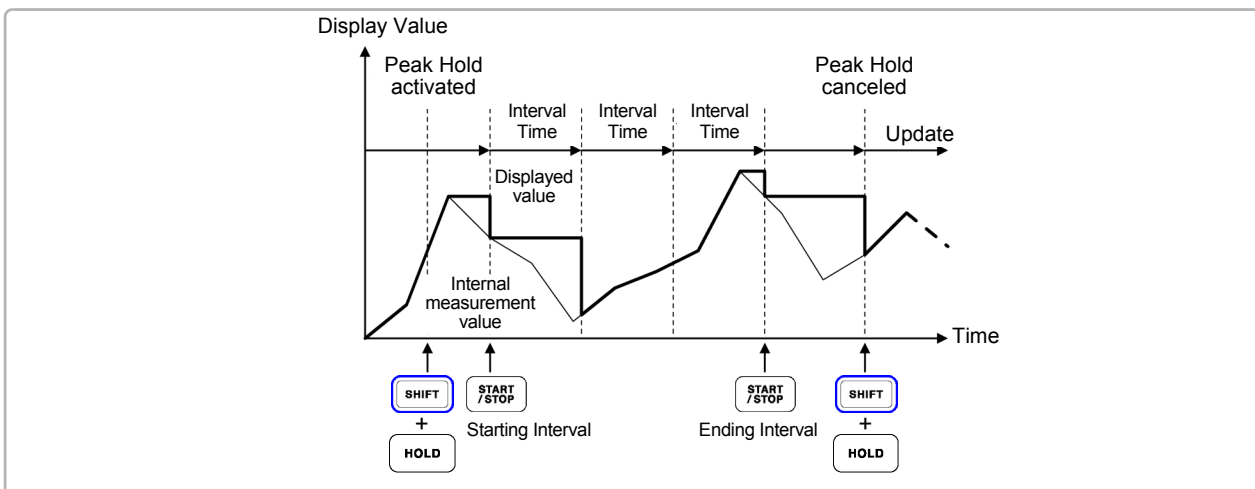 Display Value
Peak Hold
activated
Peak Hold
canceled
Interval
Time
Interval
Time
Interval
Time
Update
Displayed
value
Internal
measurement
value
Time
SHIFT
+
HOLD
START
/STOP
Starting Interval
START
/STOP
Ending Interval
SHIFT
+
HOLD